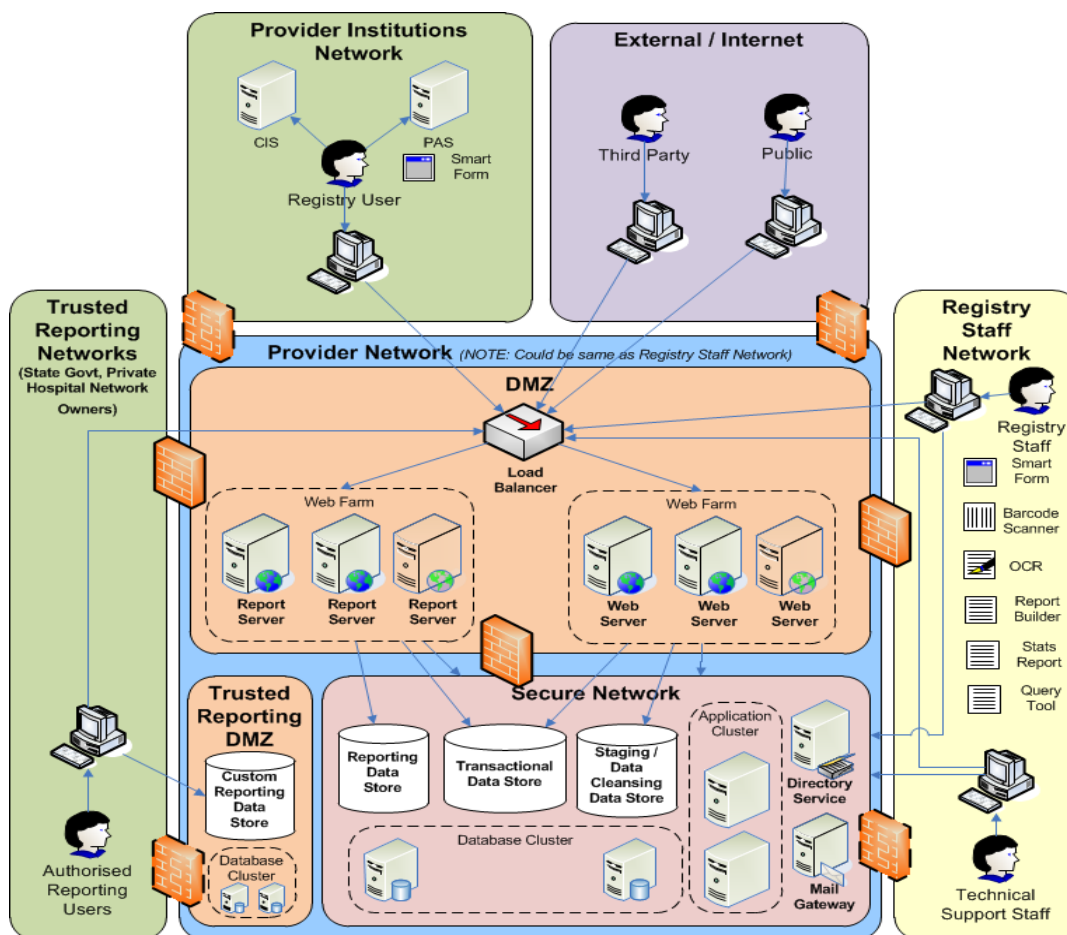 Provider Institutions
Network
CIS
PAS
Smart
Form
Registry User
External / Internet
Third Party
Public
Trusted
Reporting
Networks
(State Govt, Private
Hospital Network
Owners)
Authorised
Reporting
Users
Provider Network (NOTE: Could be same as Registry Staff Network)
DMZ
Load
Balancer
Web Farm
Report
Server
Report
Server
Report
Server
Web Farm
Web
Server
Web
Server
Web
Server
Trusted
Reporting
DMZ
Custom
Reporting
Data
Store
Database
Cluster
Secure Network
Reporting
Data
Store
Transactional
Data Store
Staging /
Data
Cleansing
Data Store
Database Cluster
Application
Cluster
Directory
Service
Mail
Gateway
Registry
Staff
Network
Registry
Staff
Smart
Form
Barcode
Scanner
OCR
Report
Builder
Stats
Report
Query
Tool
Technical
Support Staff